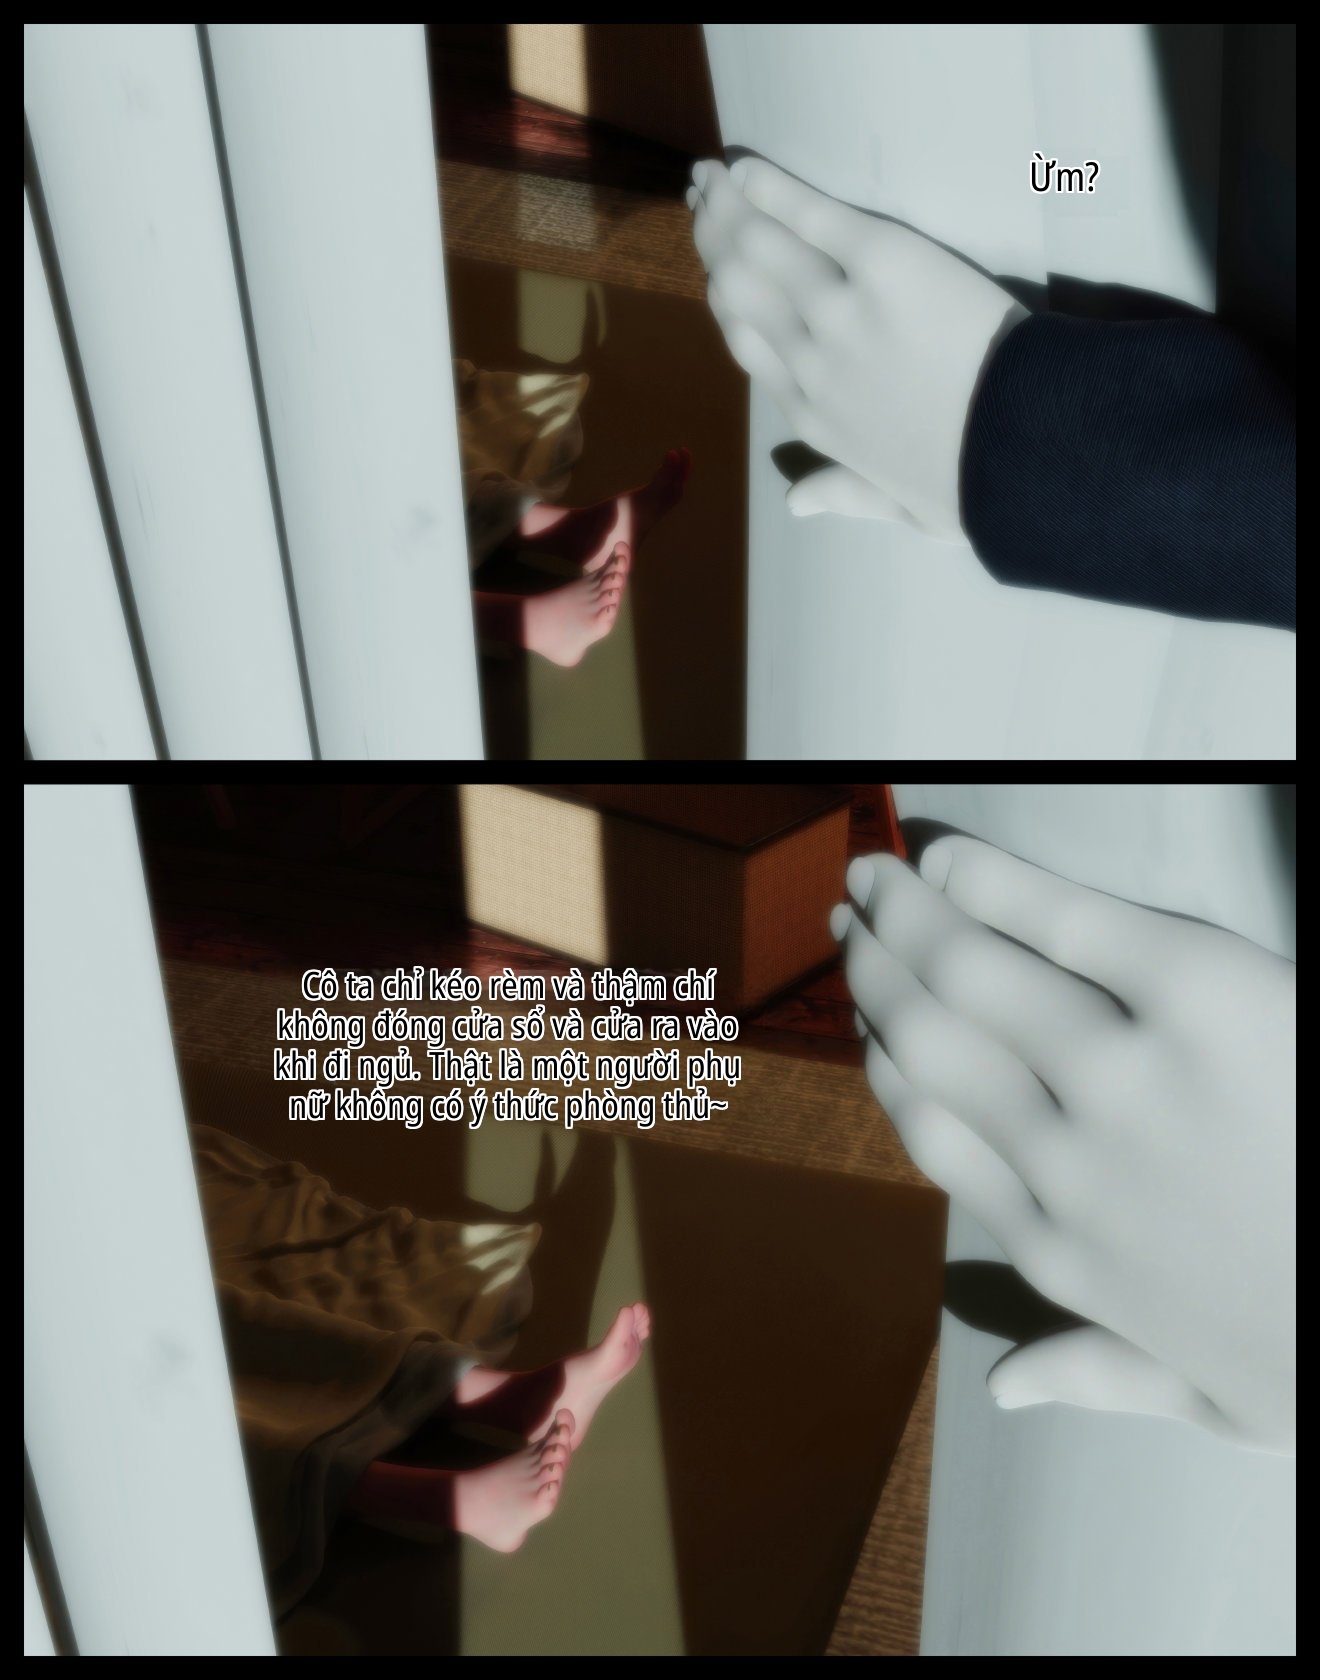 Ừm?
Cô ta chỉ kéo rèm và thậm chí
không đóng cửa sổ và cửa ra vào
khi đi ngủ. Thật là một người phụ
nữ không có ý thức phòng thủ~